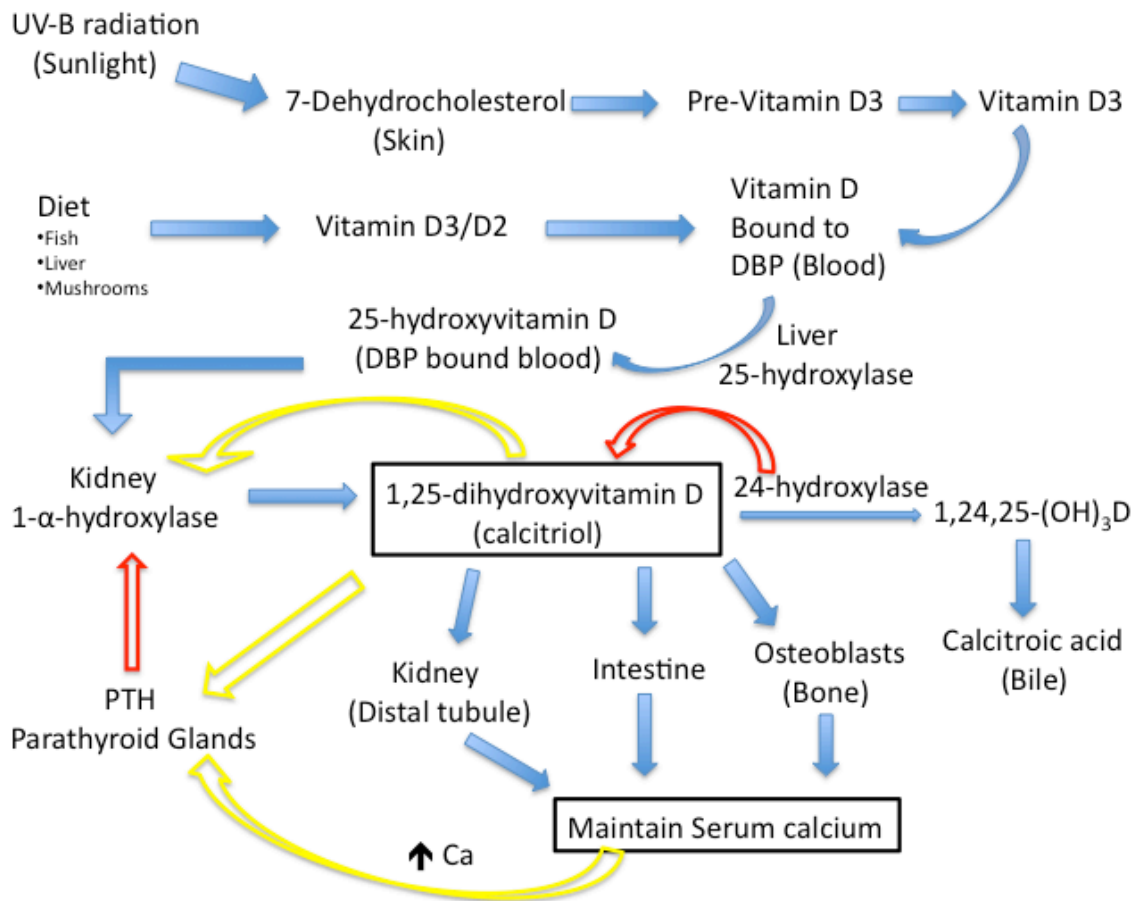 UV-B radiation
(Sunlight)
7-Dehydrocholesterol
(Skin)
Pre-Vitamin D3
Vitamin D3
Diet
•Fish
•Liver
•Mushrooms
Vitamin D3/D2
Vitamin D
Bound to
DBP (Blood)
25-hydroxyvitamin D
(DBP bound blood)
Liver
25-hydroxylase
Kidney
1-α-hydroxylase
1,25-dihydroxyvitamin D
(calcitriol)
24-hydroxylase
1,24,25-(OH)₃D
PTH
Parathyroid Glands
Kidney
(Distal tubule)
Intestine
Osteoblasts
(Bone)
Calcitroic acid
(Bile)
Maintain Serum calcium
↑ Ca